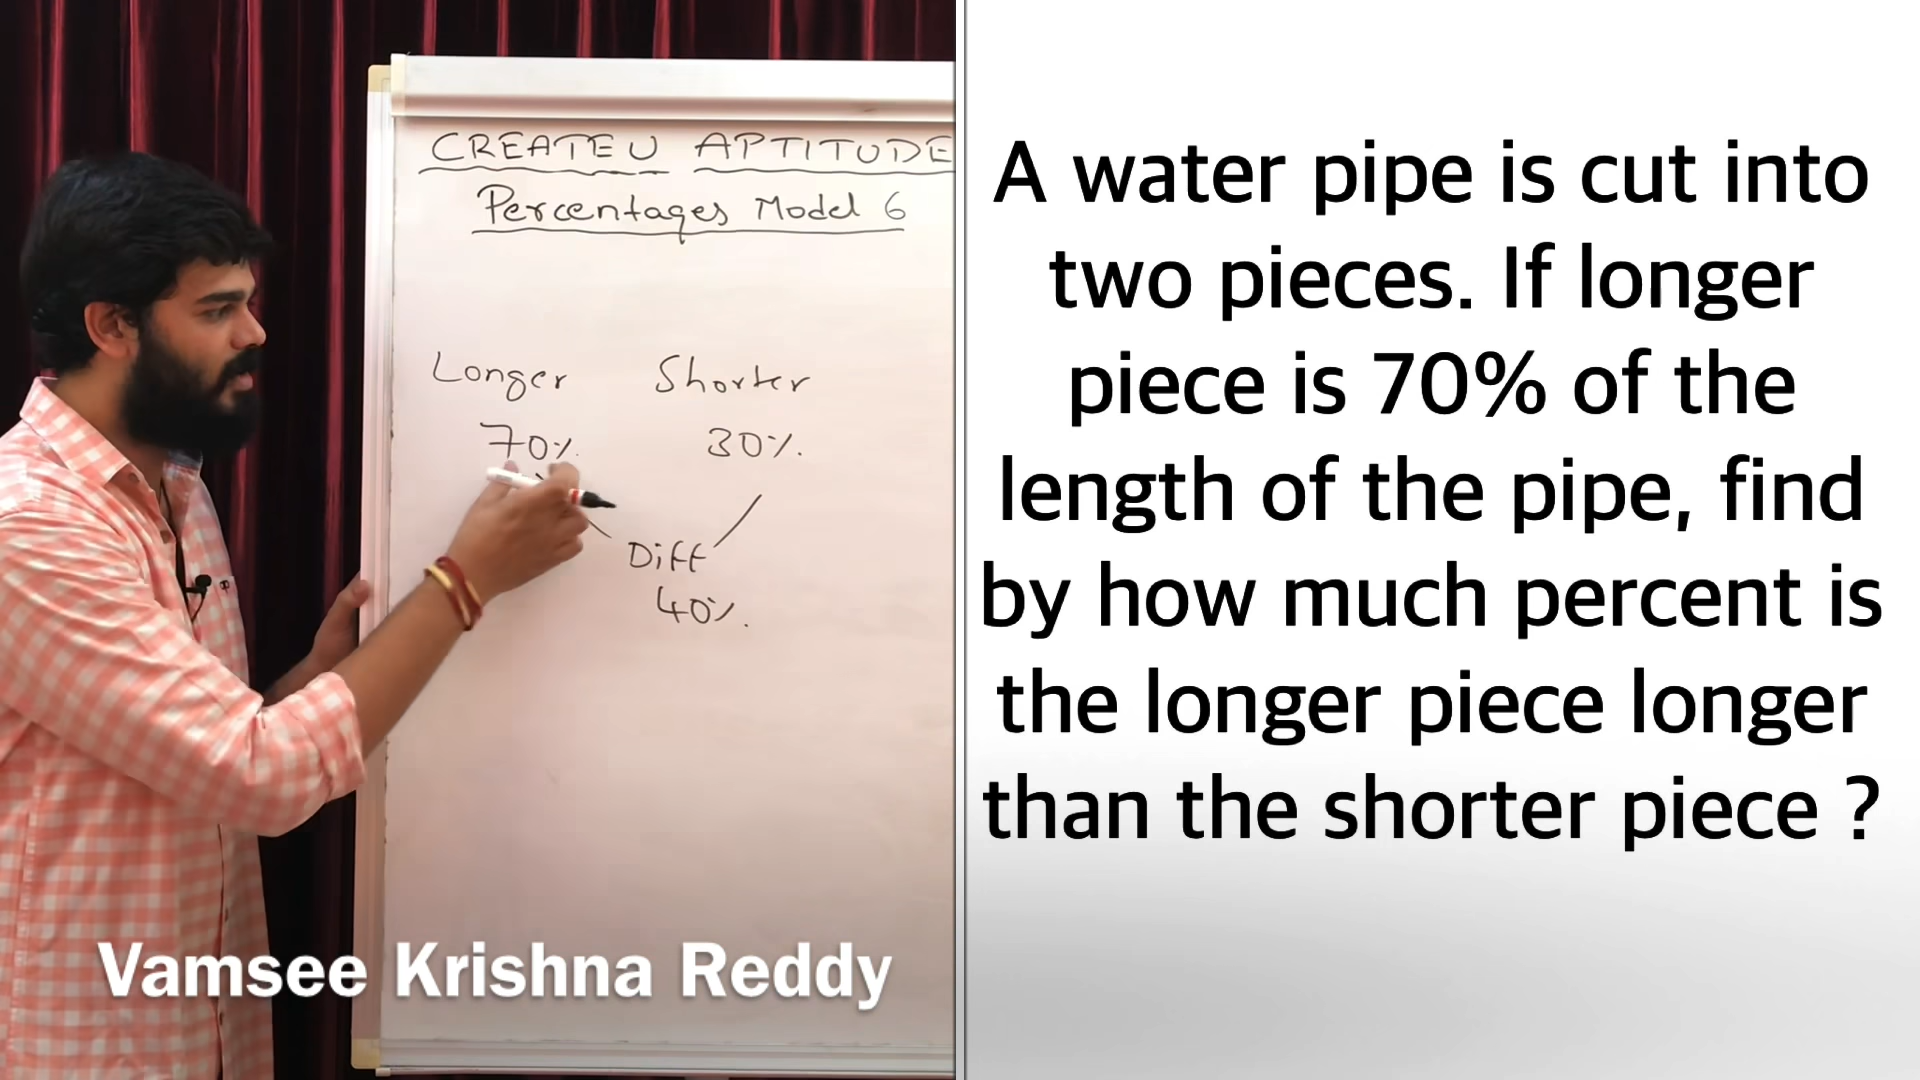 CREATE U APTITUDE
Percentages Model 6
Longer Shorter
70% 30%.
Diff
40%.
Vamsee Krishna Reddy
A water pipe is cut into
two pieces. If longer
piece is 70% of the
length of the pipe, find
by how much percent is
the longer piece longer
than the shorter piece ?